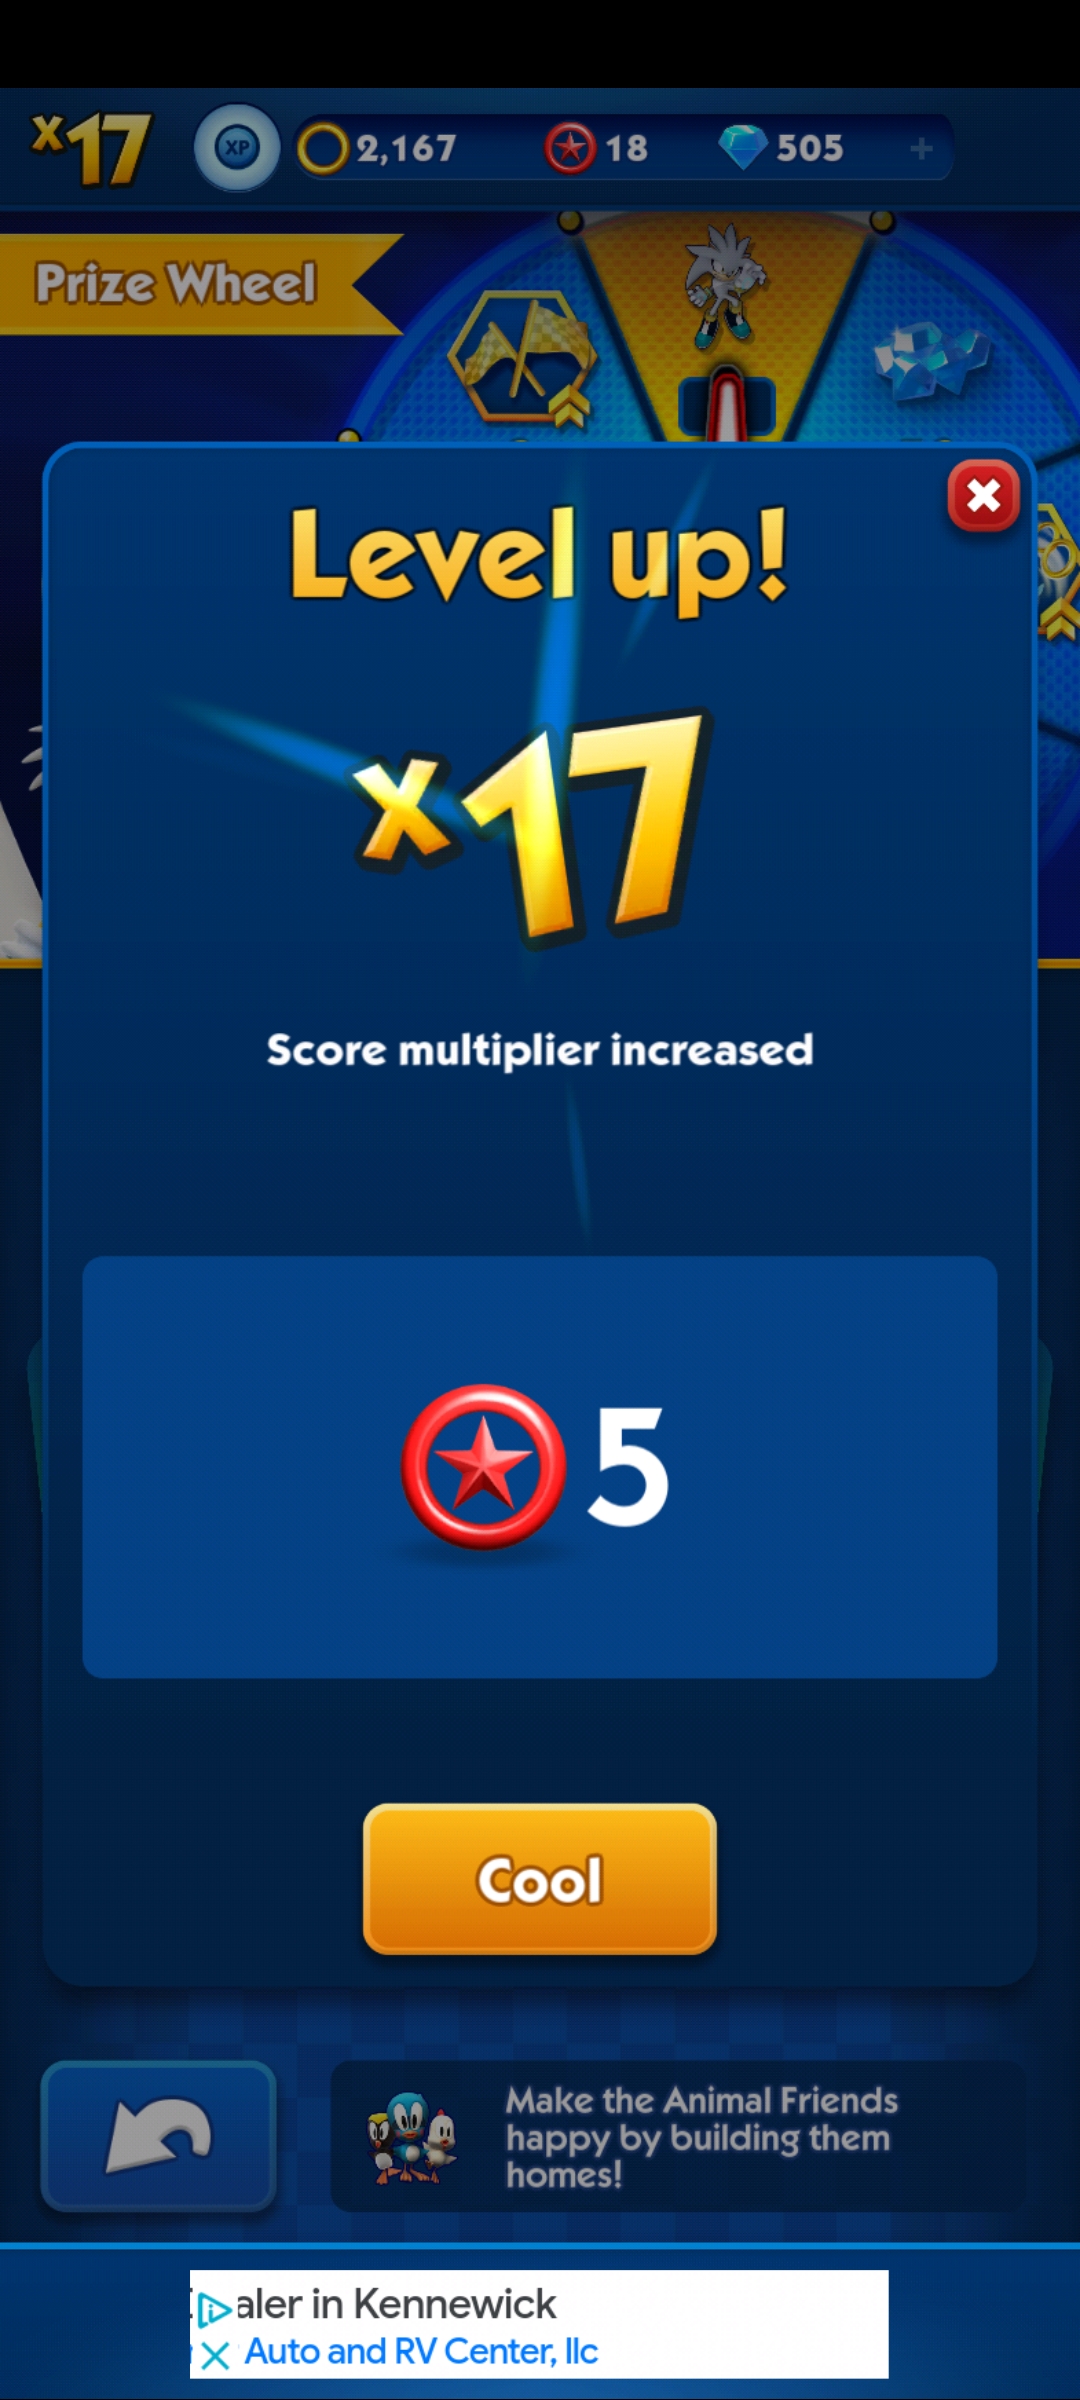 x17 XP 2,167 18 505 +
Prize Wheel
Level up!
x17
Score multiplier increased
5
Cool
Make the Animal Friends
happy by building them
homes!
aler in Kennewick
Auto and RV Center, llc